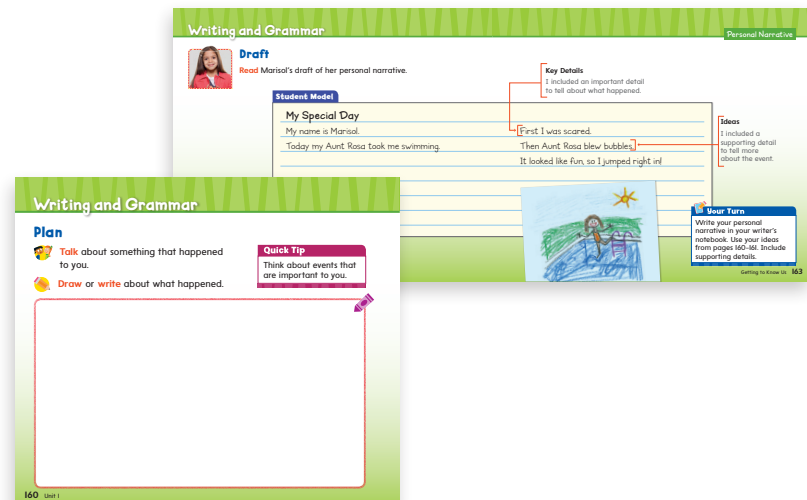 Writing and Grammar
Personal Narrative
Draft
Read Marisol's draft of her personal narrative.
Key Details
I included an important detail
to tell about what happened.
Student Model
My Special Day
My name is Marisol.
Today my Aunt Rosa took me swimming.
First I was scared.
Then Aunt Rosa blew bubbles.
It looked like fun, so I jumped right in!
Ideas
I included a
supporting detail
to tell more
about the event.
Your Turn
Write your personal
narrative in your writer's
notebook. Use your ideas
from pages 160–161. Include
supporting details.
Getting to Know Us 163
Writing and Grammar
Plan
Talk about something that happened
to you.
Draw or write about what happened.
Quick Tip
Think about events that
are important to you.
160 Unit 1